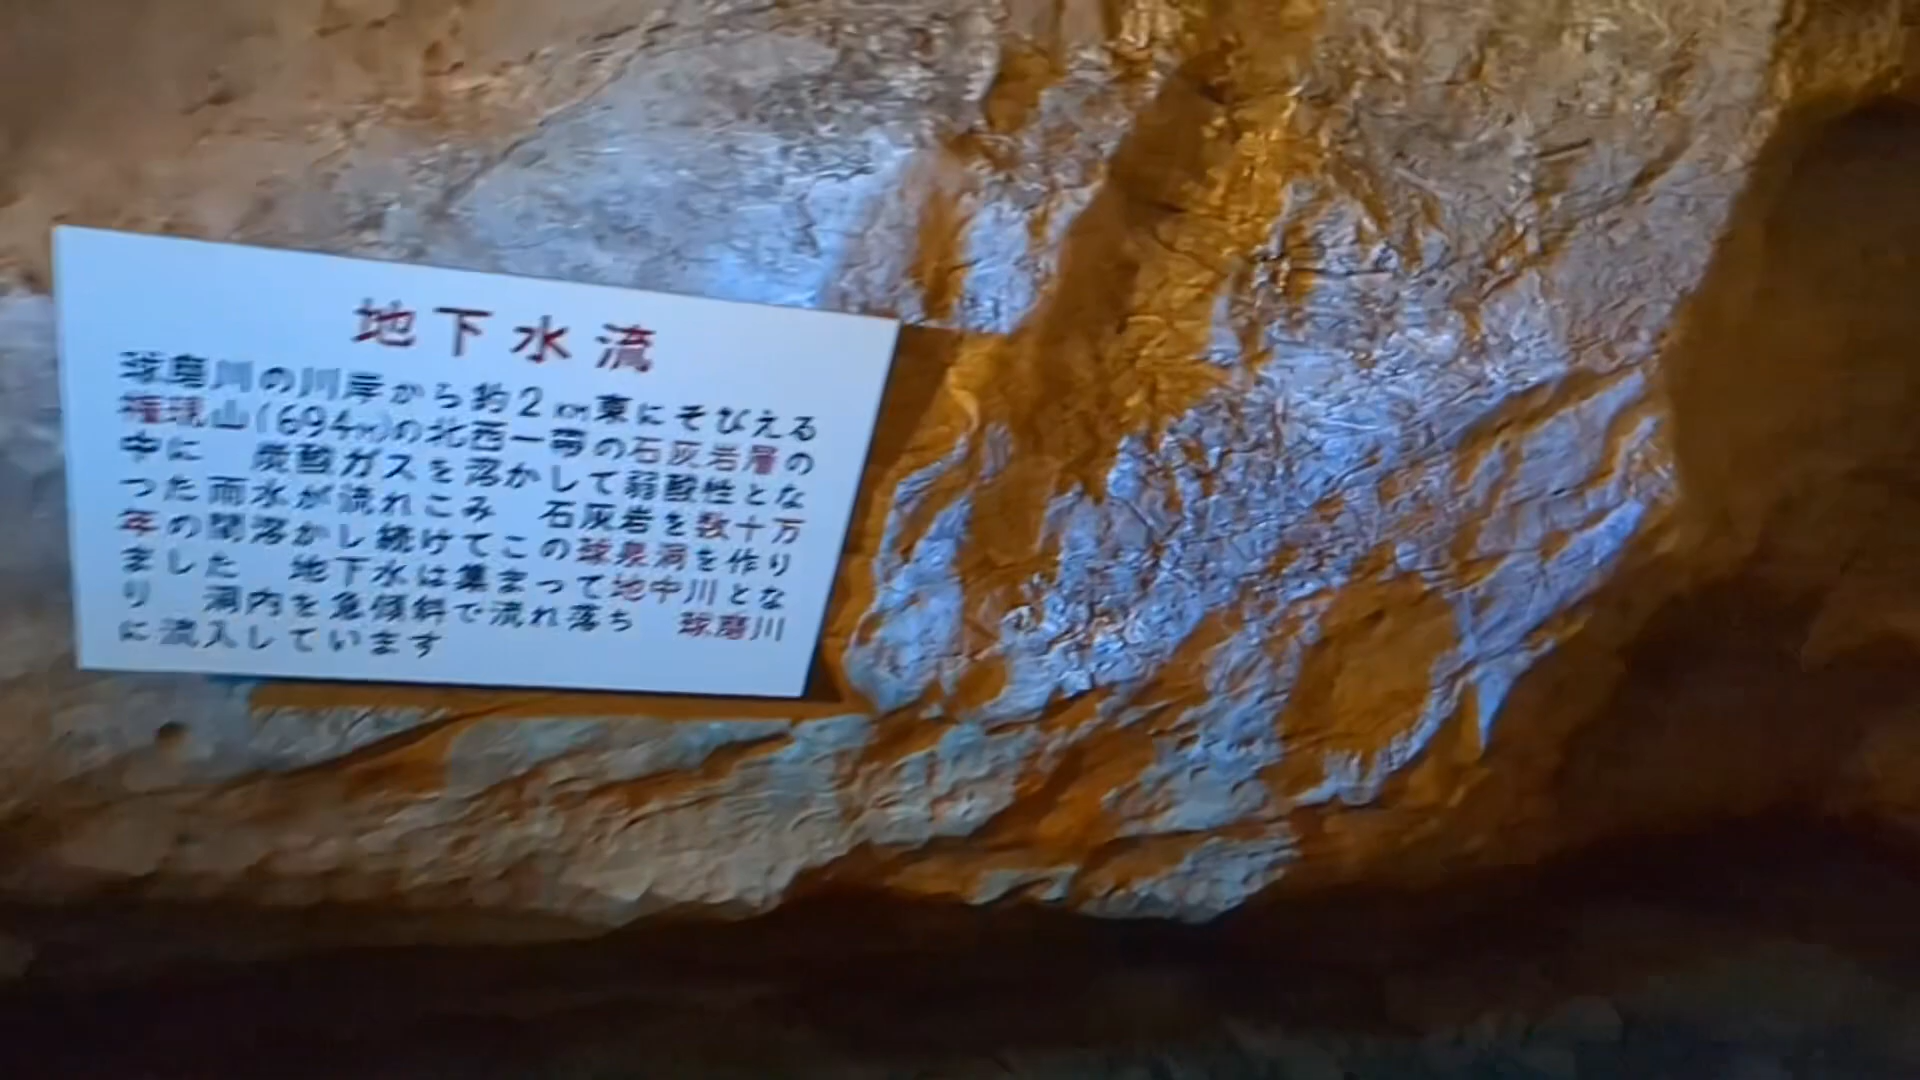 地下水流
球磨川の川岸から約2km東にそびえる
権現山(694m)の北西一帯の石灰岩層の
中に 炭酸ガスを溶かして弱酸性とな
った雨水が流れこみ 石灰岩を数十万
年の間溶かし続けてこの球泉洞を作り
ました 地下水は集まって地中川とな
り 洞内を急傾斜で流れ落ち 球磨川
に流入しています